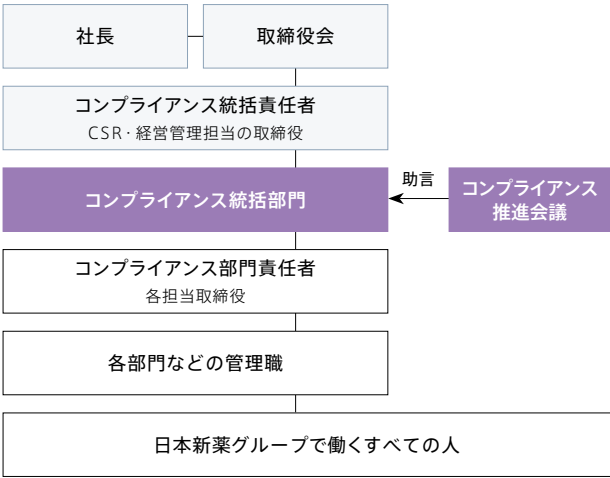 社長
取締役会
コンプライアンス統括責任者
CSR・経営管理担当の取締役
コンプライアンス統括部門
助言
コンプライアンス
推進会議
コンプライアンス部門責任者
各担当取締役
各部門などの管理職
日本新薬グループで働くすべての人